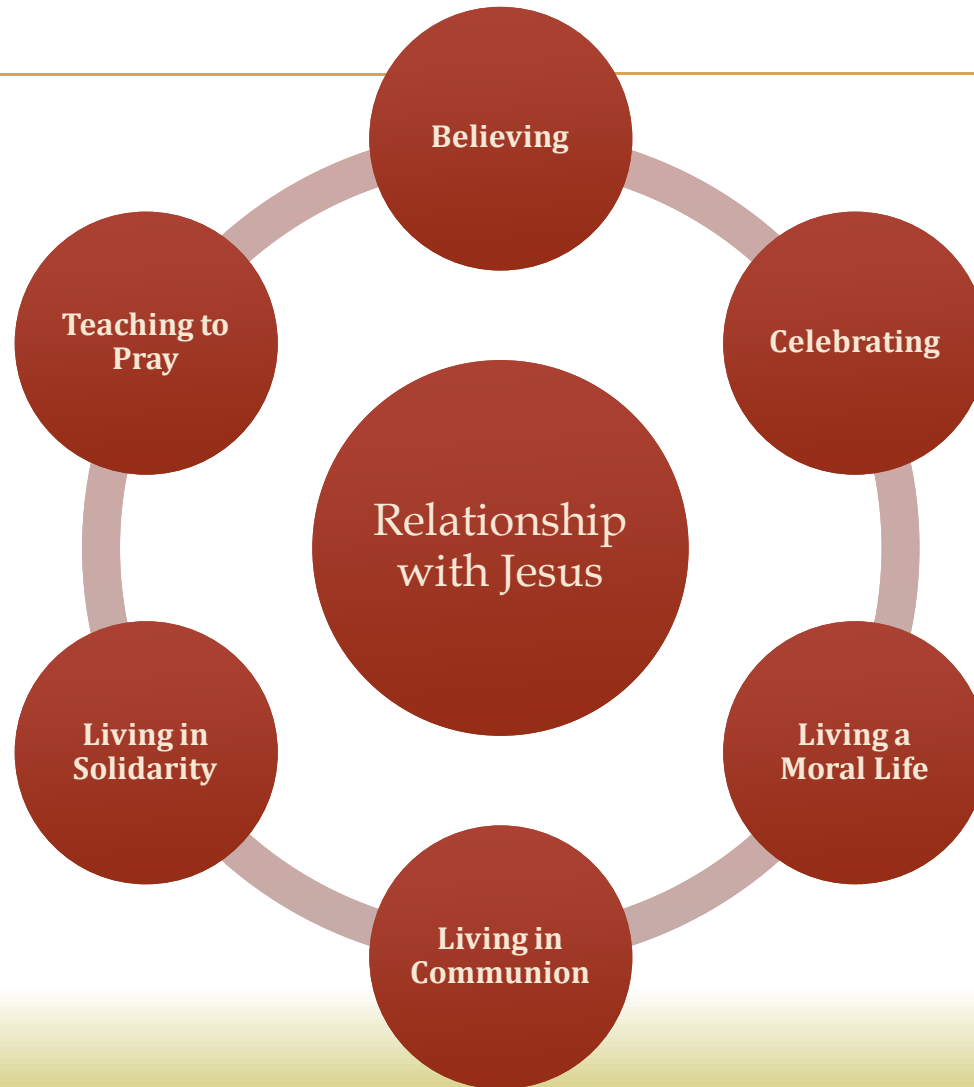 Believing
Celebrating
Living a
Moral Life
Living in
Communion
Living in
Solidarity
Teaching to
Pray
Relationship
with Jesus